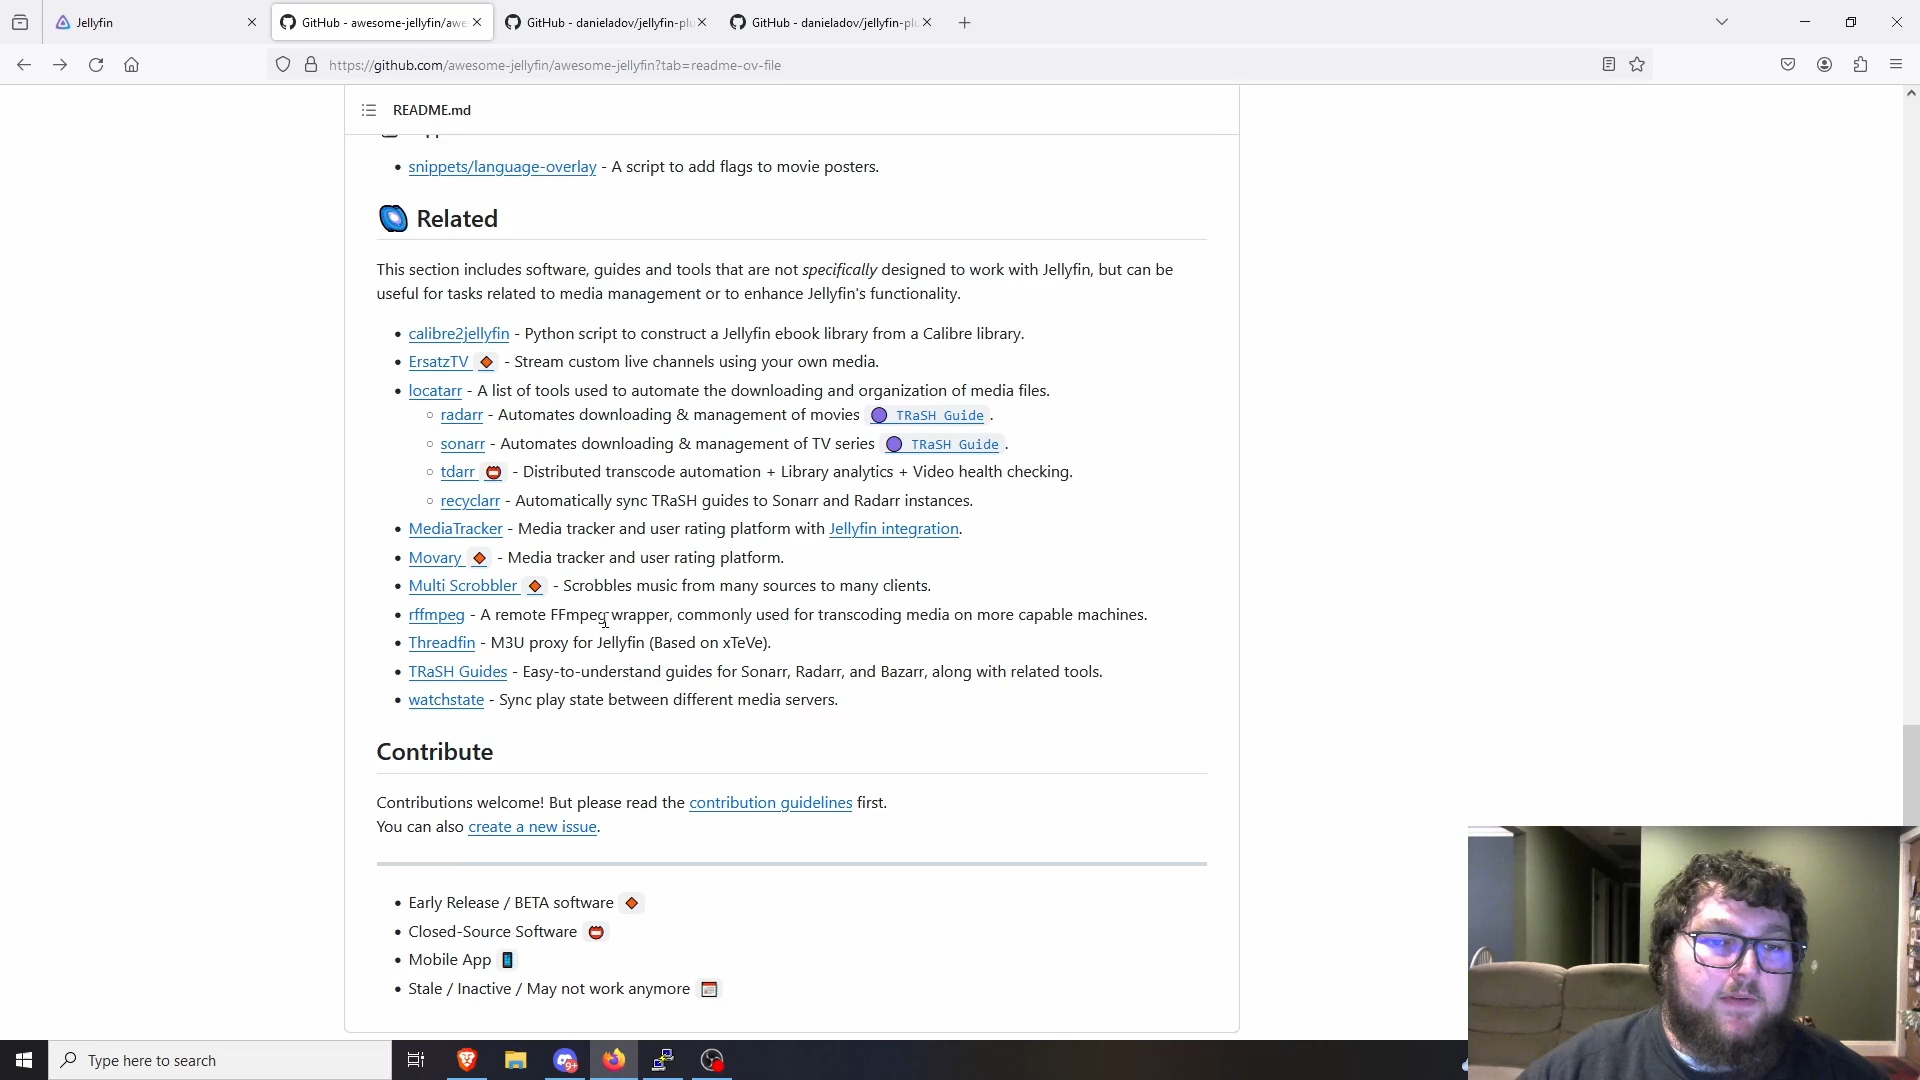 Jellyfin
GitHub - awesome-jellyfin/awe
GitHub - danieladov/jellyfin-plu
GitHub - danieladov/jellyfin-plu
https://github.com/awesome-jellyfin/awesome-jellyfin?tab=readme-ov-file
README.md
snippets/language-overlay - A script to add flags to movie posters.
Related
This section includes software, guides and tools that are not specifically designed to work with Jellyfin, but can be
useful for tasks related to media management or to enhance Jellyfin's functionality.
calibre2jellyfin - Python script to construct a Jellyfin ebook library from a Calibre library.
ErsatzTV - Stream custom live channels using your own media.
locatarr - A list of tools used to automate the downloading and organization of media files.
radarr - Automates downloading & management of movies TRaSH Guide.
sonarr - Automates downloading & management of TV series TRaSH Guide.
tdarr - Distributed transcode automation + Library analytics + Video health checking.
recyclarr - Automatically sync TRaSH guides to Sonarr and Radarr instances.
MediaTracker - Media tracker and user rating platform with Jellyfin integration.
Movary - Media tracker and user rating platform.
Multi Scrobbler - Scrobbles music from many sources to many clients.
rffmpeg - A remote FFmpeg wrapper, commonly used for transcoding media on more capable machines.
Threadfin - M3U proxy for Jellyfin (Based on xTeVe).
TRaSH Guides - Easy-to-understand guides for Sonarr, Radarr, and Bazarr, along with related tools.
watchstate - Sync play state between different media servers.
Contribute
Contributions welcome! But please read the contribution guidelines first.
You can also create a new issue.
Early Release / BETA software
Closed-Source Software
Mobile App
Stale / Inactive / May not work anymore
Type here to search
9+